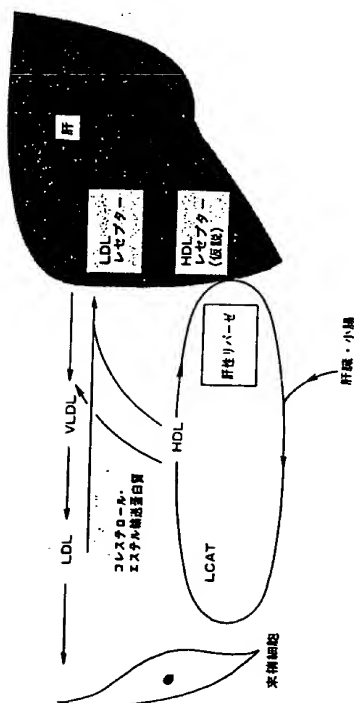 肝
LDL
VLDL
LDL
レセプター
コレステロール・
エステル輸送蛋白質
HDL
HDL
レセプター
(仮説)
LCAT
肝性リパーゼ
末梢細胞
肝臓・小腸